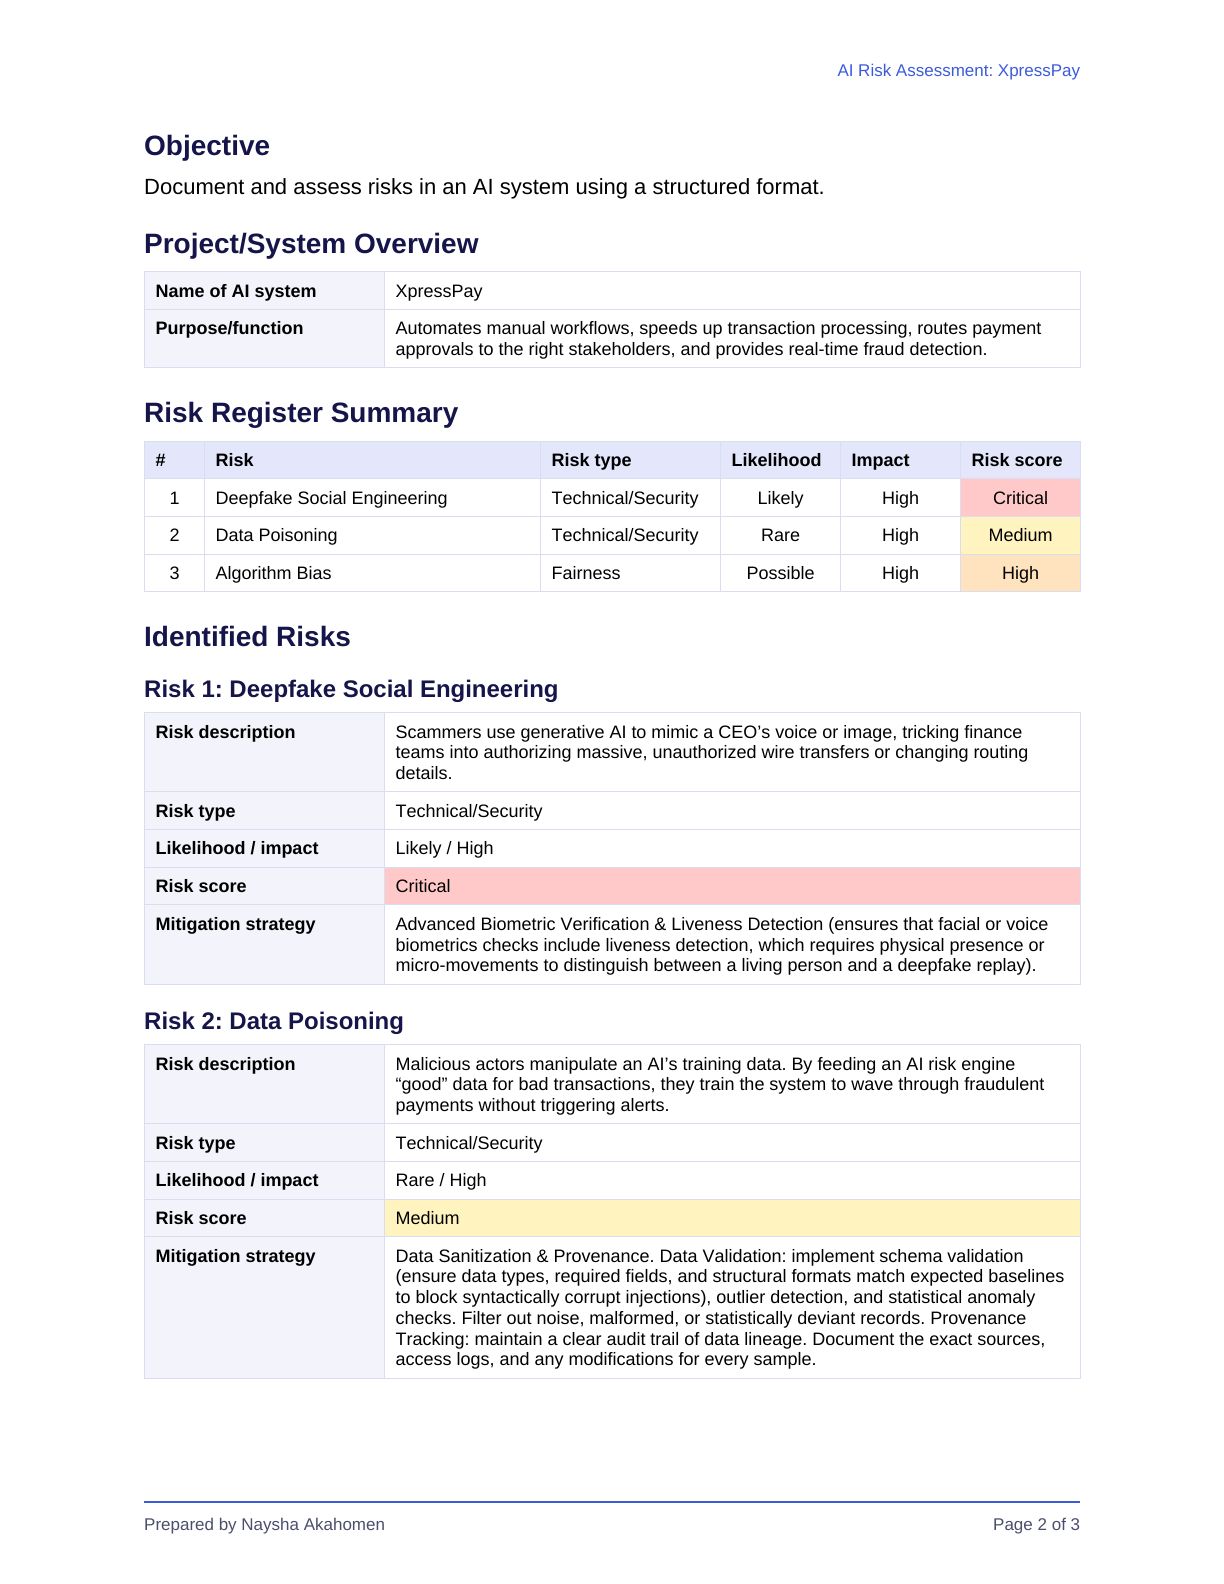 AI Risk Assessment: XpressPay
Objective
Document and assess risks in an AI system using a structured format.
Project/System Overview
Name of AI system XpressPay
Purpose/function Automates manual workflows, speeds up transaction processing, routes payment
approvals to the right stakeholders, and provides real-time fraud detection.
Risk Register Summary
# Risk Risk type Likelihood Impact Risk score
1 Deepfake Social Engineering Technical/Security Likely High Critical
2 Data Poisoning Technical/Security Rare High Medium
3 Algorithm Bias Fairness Possible High High
Identified Risks
Risk 1: Deepfake Social Engineering
Risk description Scammers use generative AI to mimic a CEO’s voice or image, tricking finance
teams into authorizing massive, unauthorized wire transfers or changing routing
details.
Risk type Technical/Security
Likelihood / impact Likely / High
Risk score Critical
Mitigation strategy Advanced Biometric Verification & Liveness Detection (ensures that facial or voice
biometrics checks include liveness detection, which requires physical presence or
micro-movements to distinguish between a living person and a deepfake replay).
Risk 2: Data Poisoning
Risk description Malicious actors manipulate an AI’s training data. By feeding an AI risk engine
“good” data for bad transactions, they train the system to wave through fraudulent
payments without triggering alerts.
Risk type Technical/Security
Likelihood / impact Rare / High
Risk score Medium
Mitigation strategy Data Sanitization & Provenance. Data Validation: implement schema validation
(ensure data types, required fields, and structural formats match expected baselines
to block syntactically corrupt injections), outlier detection, and statistical anomaly
checks. Filter out noise, malformed, or statistically deviant records. Provenance
Tracking: maintain a clear audit trail of data lineage. Document the exact sources,
access logs, and any modifications for every sample.
Prepared by Naysha Akahomen Page 2 of 3